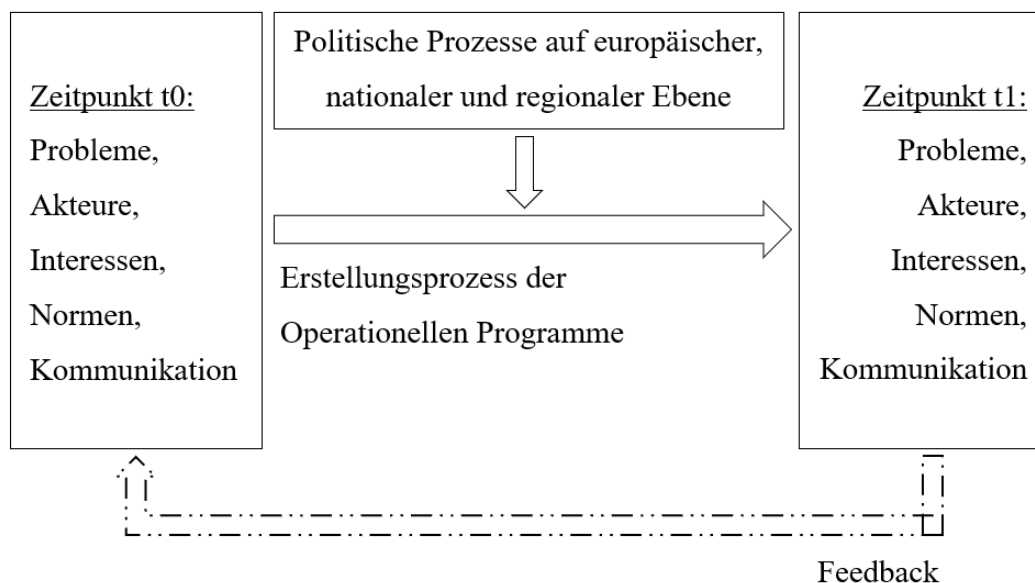 Zeitpunkt t0:
Probleme,
Akteure,
Interessen,
Normen,
Kommunikation
Politische Prozesse auf europäischer,
nationaler und regionaler Ebene
Erstellungsprozess der
Operationellen Programme
Zeitpunkt t1:
Probleme,
Akteure,
Interessen,
Normen,
Kommunikation
Feedback